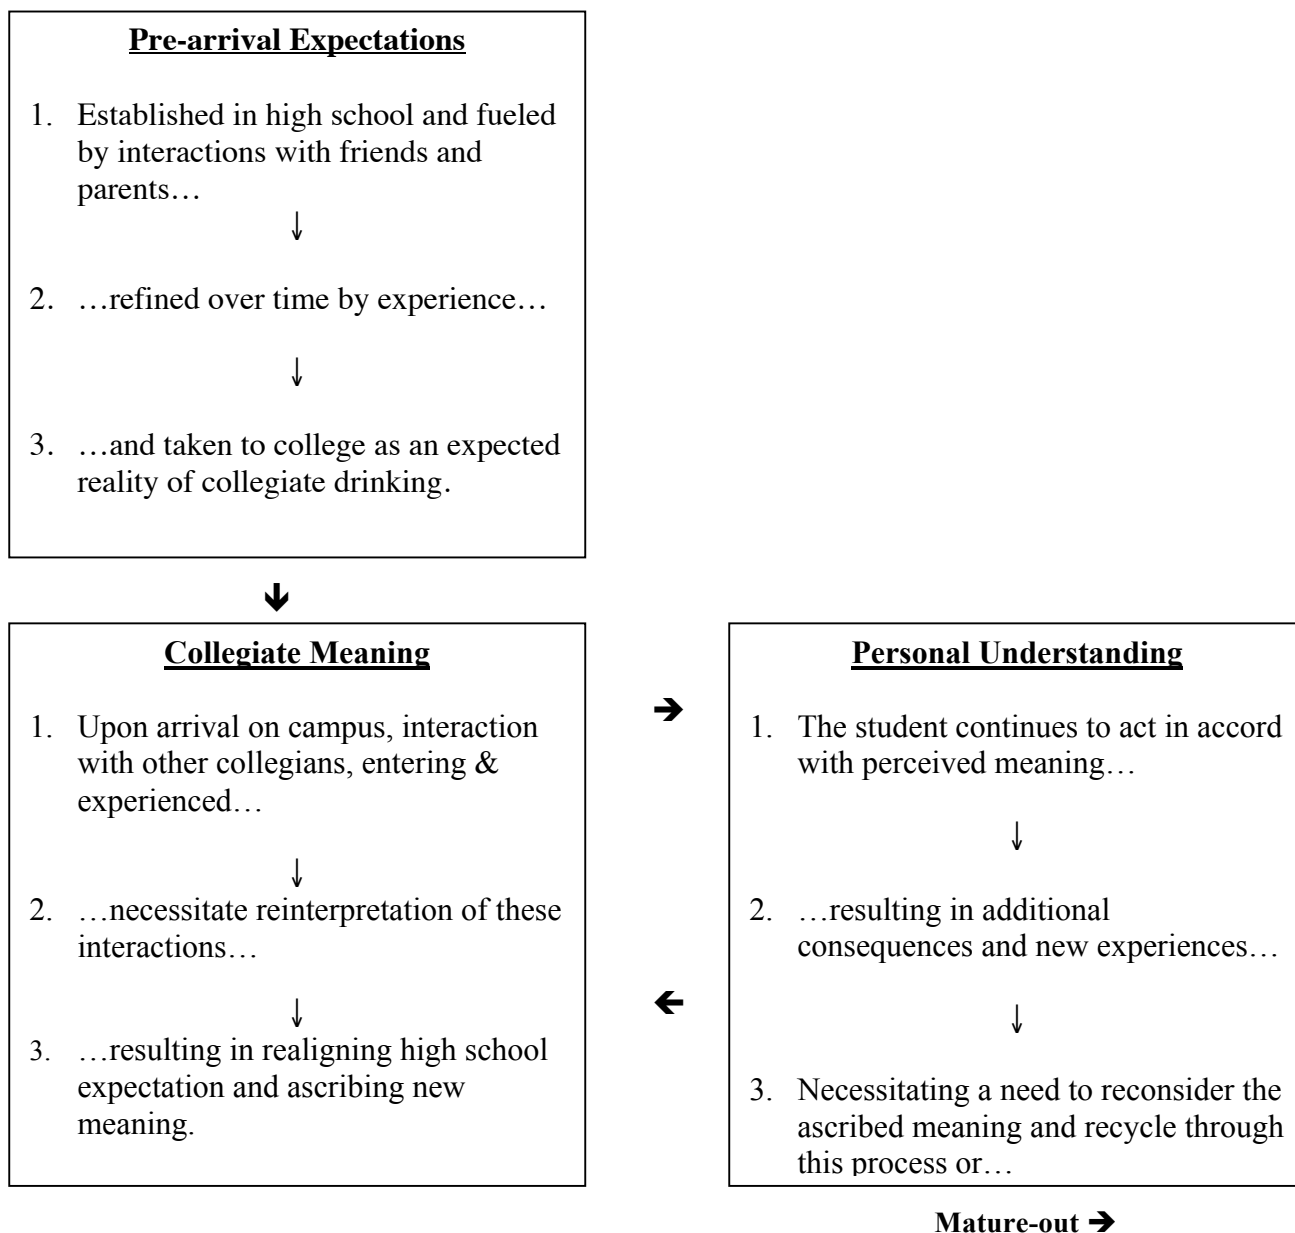 Pre-arrival Expectations
1. Established in high school and fueled
by interactions with friends and
parents…
↓
2. …refined over time by experience…
↓
3. …and taken to college as an expected
reality of collegiate drinking.
🡻
Collegiate Meaning
1. Upon arrival on campus, interaction
with other collegians, entering &
experienced…
↓
2. …necessitate reinterpretation of these
interactions…
↓
3. …resulting in realigning high school
expectation and ascribing new
meaning.
➔
🡸
Personal Understanding
1. The student continues to act in accord
with perceived meaning…
↓
2. …resulting in additional
consequences and new experiences…
↓
3. Necessitating a need to reconsider the
ascribed meaning and recycle through
this process or…
Mature-out ➔